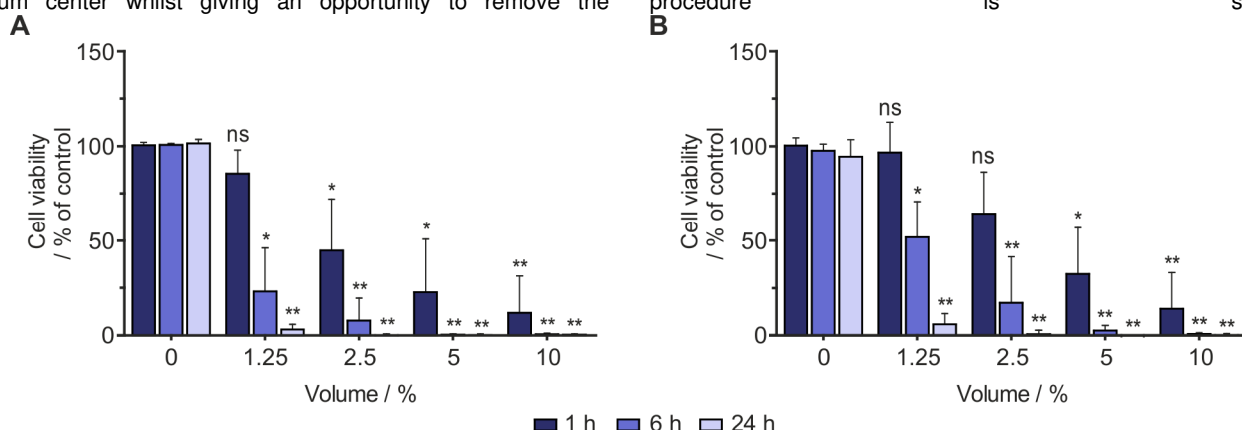 um center whilst giving an opportunity to remove the
procedure is s
A
B
150
100
50
0
Cell viability
/ % of control
ns
*
**
*
**
**
*
**
**
**
**
**
0 1.25 2.5 5 10
Volume / %
150
100
50
0
Cell viability
/ % of control
ns
*
**
ns
**
**
*
**
**
**
**
**
0 1.25 2.5 5 10
Volume / %
1 h 6 h 24 h